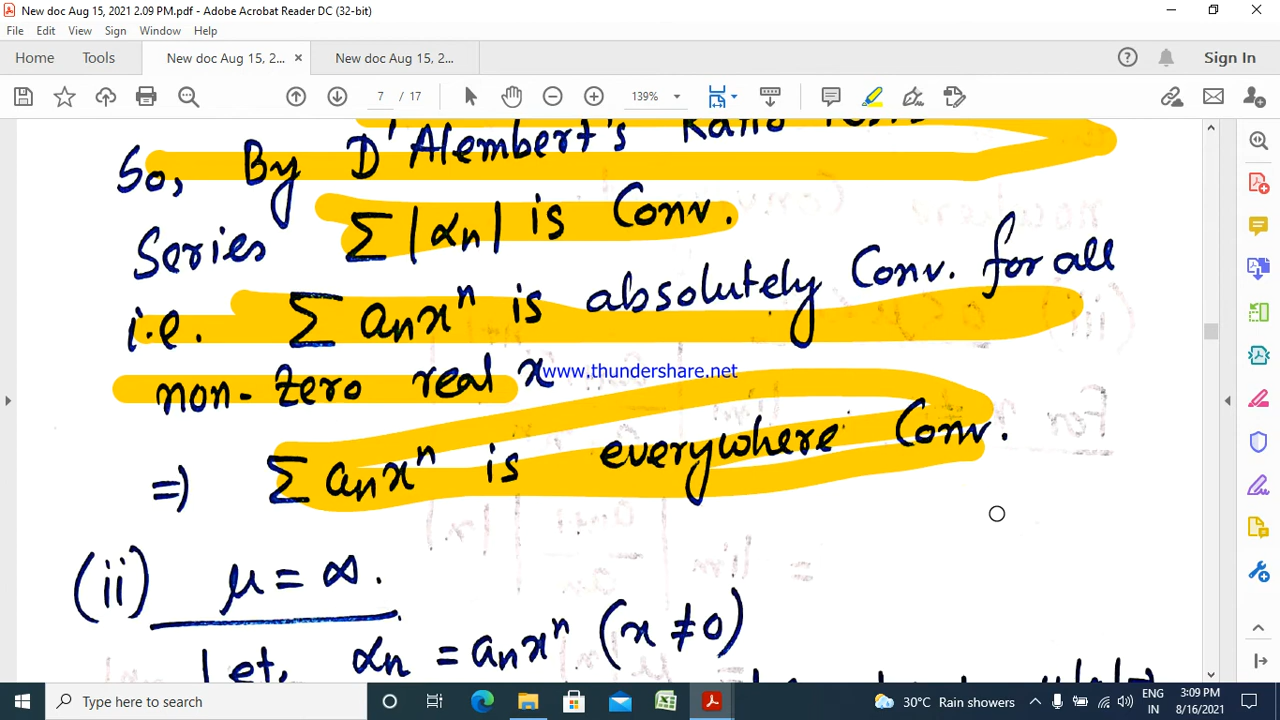 New doc Aug 15, 2021 2.09 PM.pdf - Adobe Acrobat Reader DC (32-bit)
File Edit View Sign Window Help
Home Tools New doc Aug 15, 2... × New doc Aug 15, 2... Sign In
7 / 17 139%
So, By D'Alembert's Ratio Test
Series Σ |αn| is Conv.
i.e. Σ anxⁿ is absolutely Conv. for all
non-zero real x
www.thundershare.net
=) Σ anxⁿ is everywhere Conv.
(ii) μ = ∞.
Let, αn = anxⁿ (x ≠ 0)
Type here to search
30°C Rain showers
ENG
IN
3:09 PM
8/16/2021